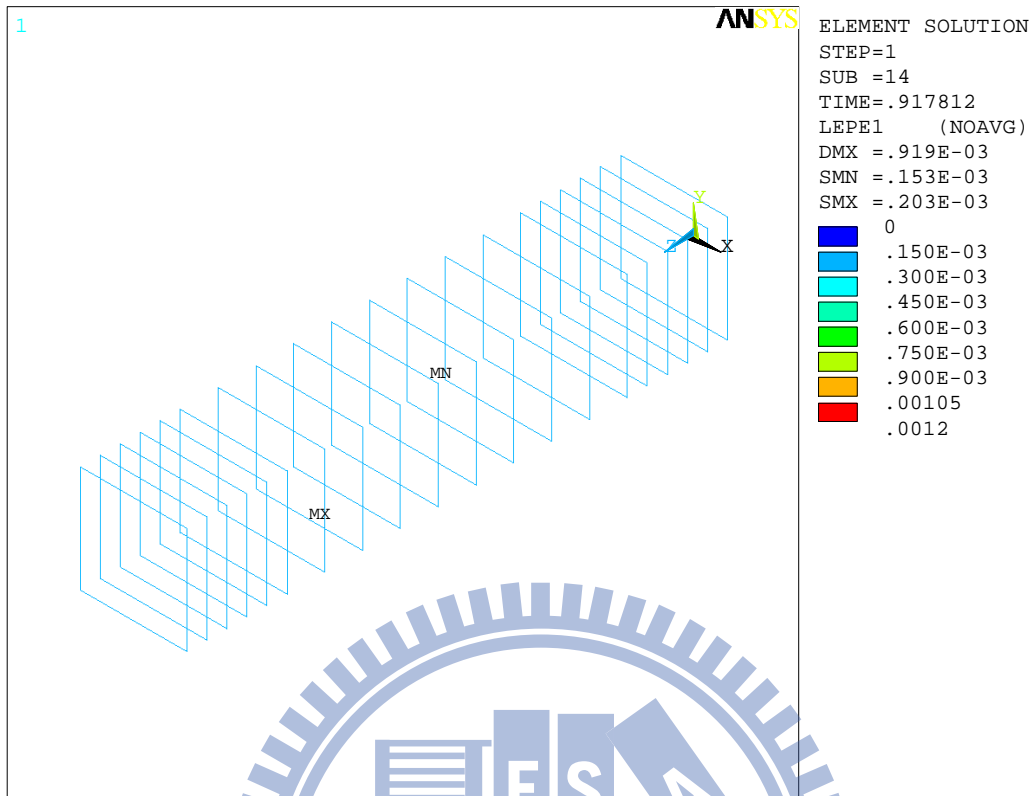 1
ANSYS
ELEMENT SOLUTION
STEP=1
SUB =14
TIME=.917812
LEPE1 (NOAVG)
DMX =.919E-03
SMN =.153E-03
SMX =.203E-03
0
.150E-03
.300E-03
.450E-03
.600E-03
.750E-03
.900E-03
.00105
.0012
Y
Z
X
MN
MX
E S A